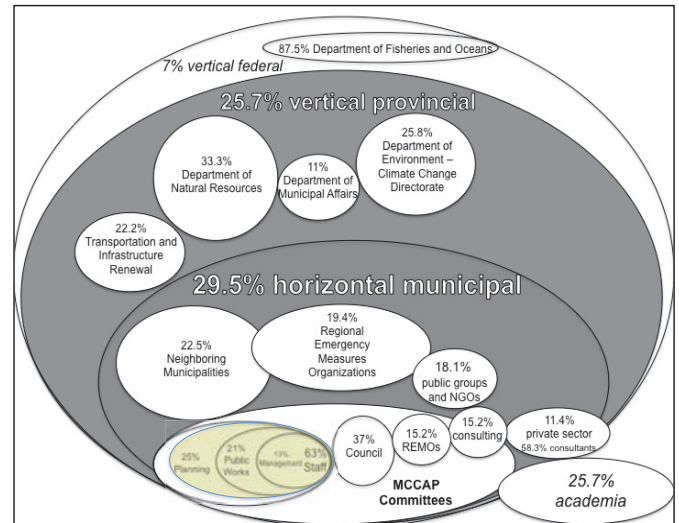 87.5% Department of Fisheries and Oceans
7% vertical federal
25.7% vertical provincial
33.3%
Department of
Natural Resources
11%
Department of
Municipal Affairs
25.8%
Department of
Environment –
Climate Change
Directorate
22.2%
Transportation and
Infrastructure
Renewal
29.5% horizontal municipal
22.5%
Neighboring
Municipalities
19.4%
Regional
Emergency
Measures
Organizations
18.1%
public groups
and NGOs
25%
Planning
21%
Public
Works
13%
Management
63%
Staff
37%
Council
15.2%
REMOs
15.2%
consulting
11.4%
private sector
58.3% consultants
MCCAP
Committees
25.7%
academia